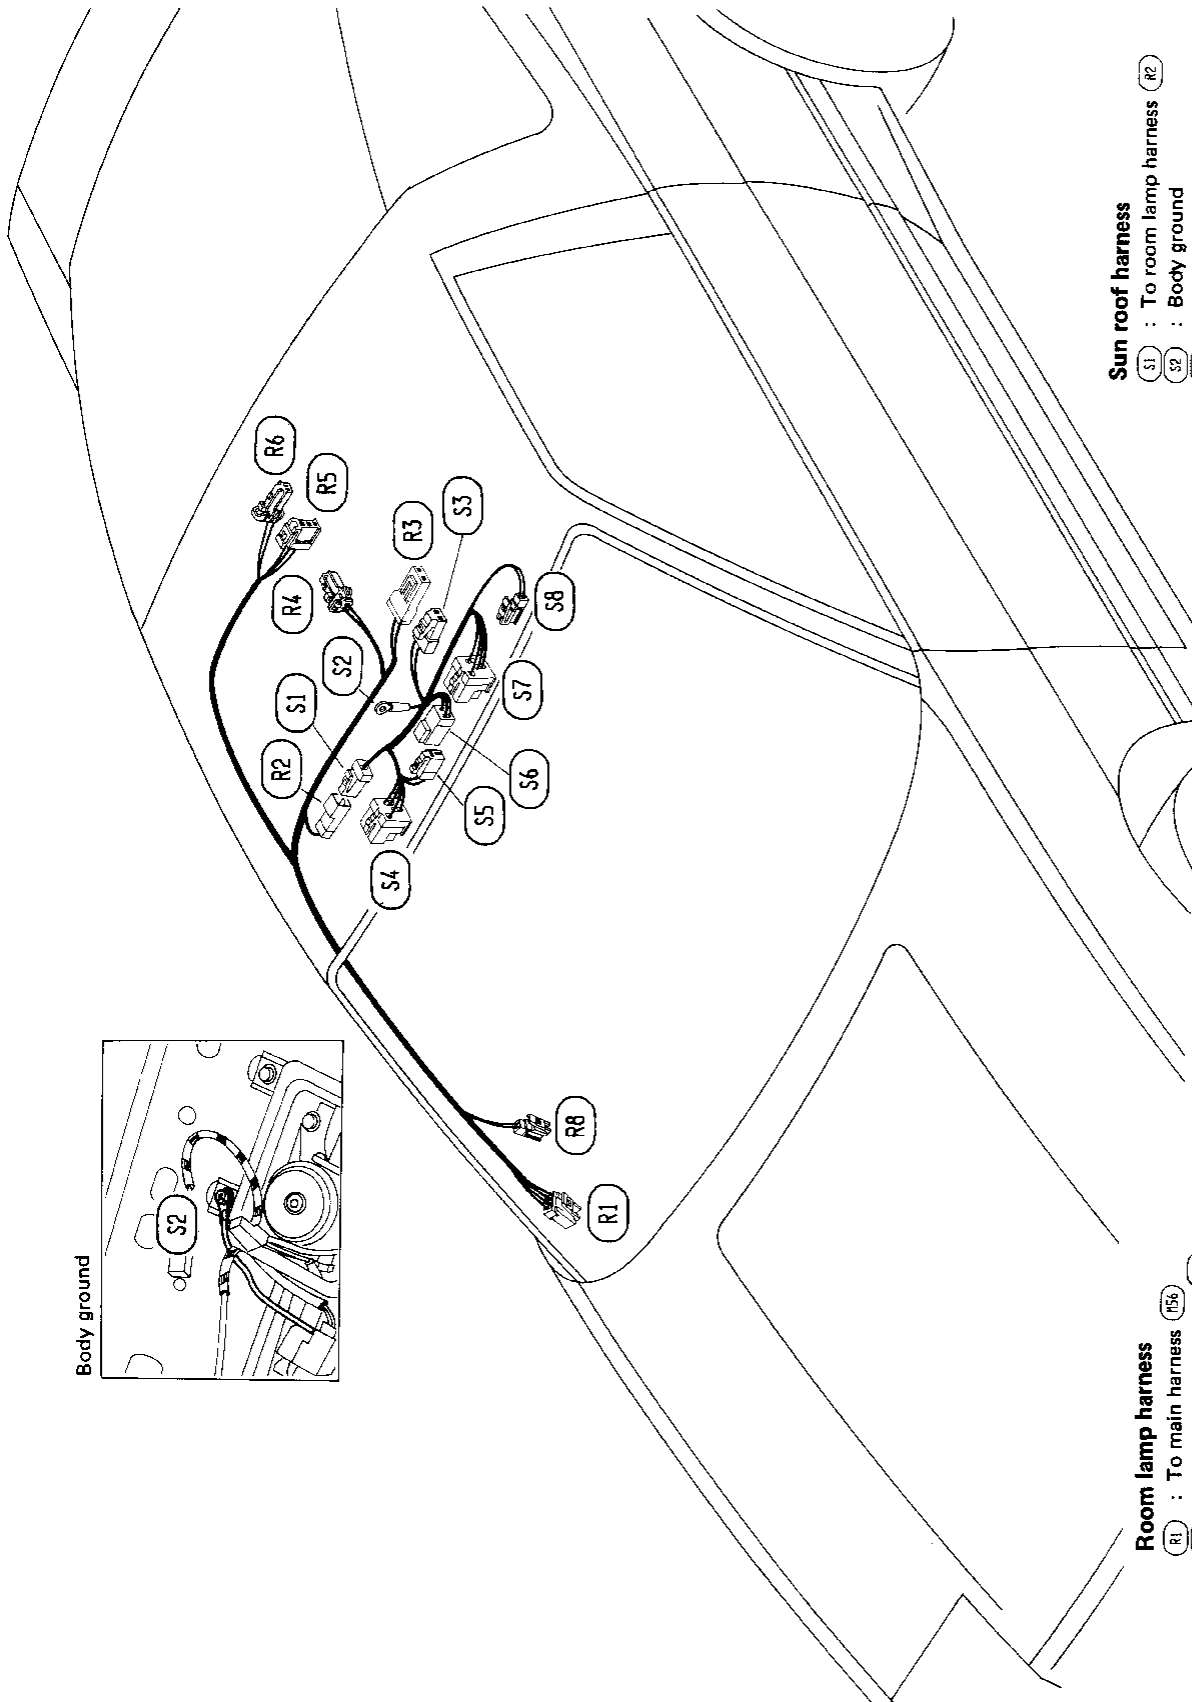 Body ground
S2
R1
R8
S4
S5
S6
S7
S8
R2
S1
S2
R4
R3
S3
R5
R6
Room lamp harness
R1 : To main harness M56
Sun roof harness
S1 : To room lamp harness R2
S2 : Body ground